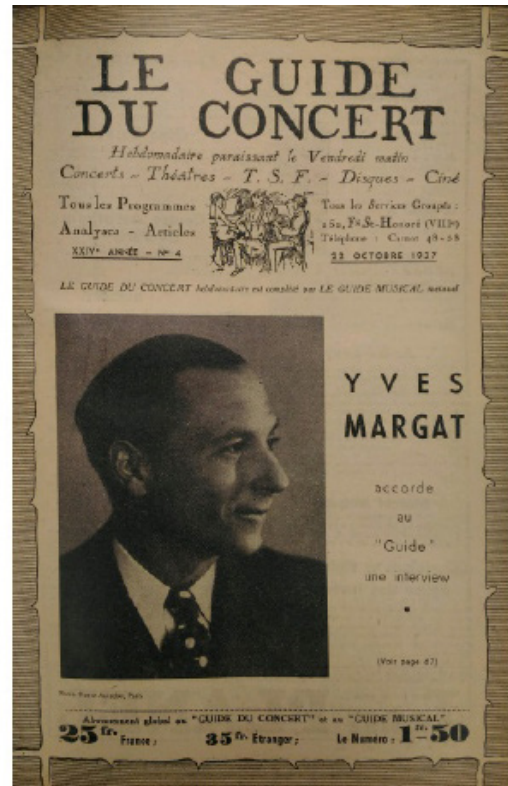 LE GUIDE
DU CONCERT
Hebdomadaire paraissant le Vendredi matin
Concerts - Théâtres - T. S. F. - Disques - Ciné
Tous les Programmes
Analyses - Articles
XXIVe ANNÉE - No 4
Tous les Services Groupés :
252, Fg St-Honoré (VIIIe)
Téléphone : Carnot
22 OCTOBRE 1937
LE GUIDE DU CONCERT hebdomadaire est complété par LE GUIDE MUSICAL mensuel
YVES
MARGAT
accorde
au
"Guide"
une interview
•
(Voir page 67)
Paris
Abonnement global au "GUIDE DU CONCERT" et au "GUIDE MUSICAL"
25 fr. France ; 35 fr. Étranger ; Le Numéro : 1 fr. 50